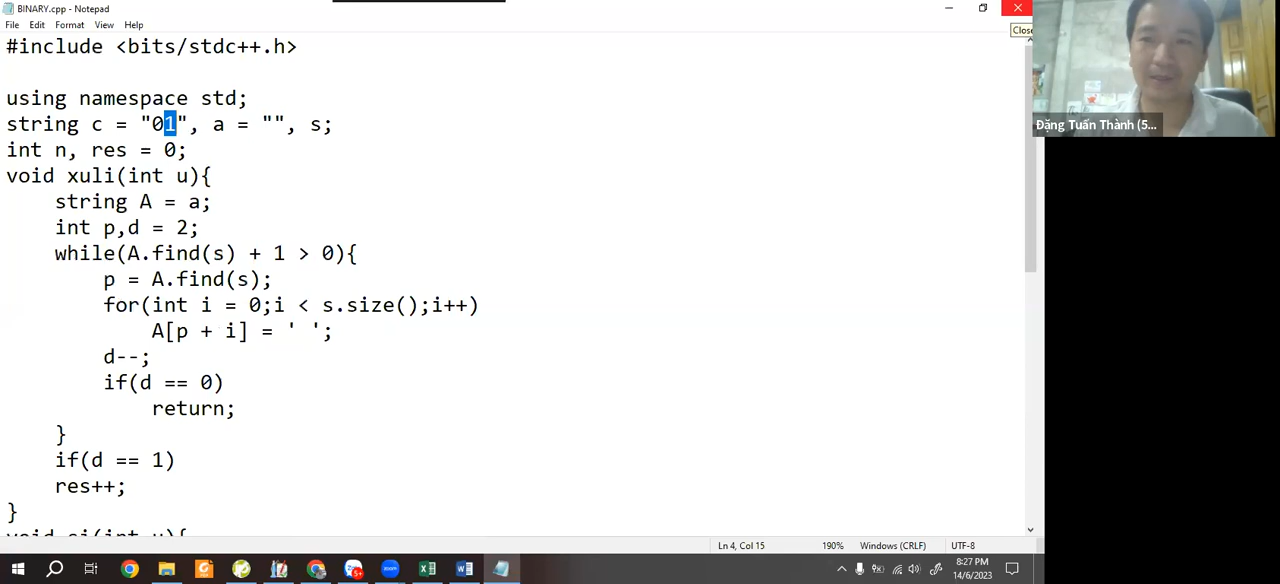 BINARY.cpp - Notepad
File Edit Format View Help
Close
#include <bits/stdc++.h>
using namespace std;
string c = "01", a = "", s;
int n, res = 0;
void xuli(int u){
    string A = a;
    int p,d = 2;
    while(A.find(s) + 1 > 0){
        p = A.find(s);
        for(int i = 0;i < s.size();i++)
            A[p + i] = ' ';
        d--;
        if(d == 0)
            return;
    }
    if(d == 1)
    res++;
}
Đặng Tuấn Thành (5...
Ln 4, Col 15
190%
Windows (CRLF)
UTF-8
8:27 PM
14/6/2023